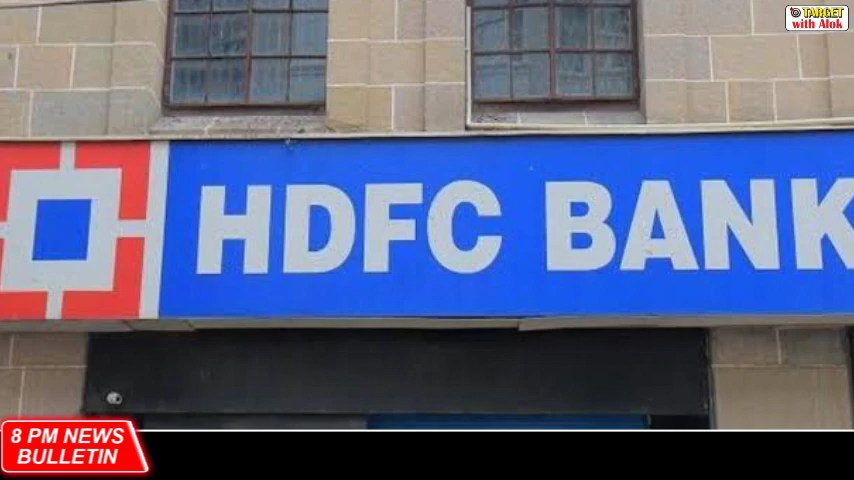 TARGET
with Alok
HDFC BANK
8 PM NEWS
BULLETIN